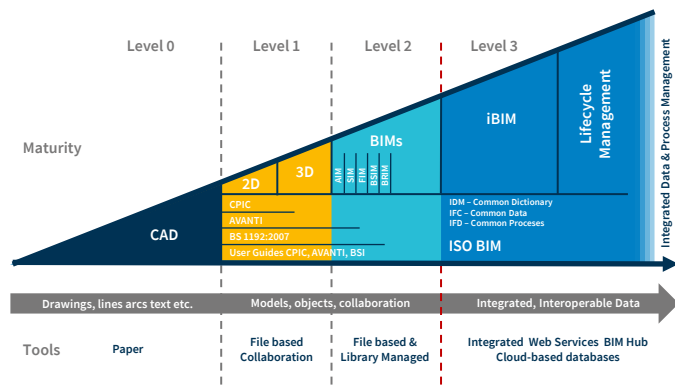 Level 0
Level 1
Level 2
Level 3
Maturity
CAD
2D
3D
BIMs
AIM
SIM
FIM
BSIM
BRIM
iBIM
Lifecycle
Management
Integrated Data & Process Management
CPIC
AVANTI
BS 1192:2007
User Guides CPIC, AVANTI, BSI
IDM – Common Dictionary
IFC – Common Data
IFD – Common Proceses
ISO BIM
Drawings, lines arcs text etc.
Models, objects, collaboration
Integrated, Interoperable Data
Tools
Paper
File based
Collaboration
File based &
Library Managed
Integrated Web Services BIM Hub
Cloud-based databases